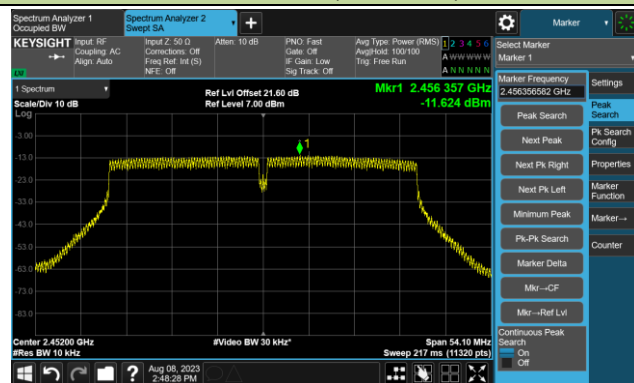 Spectrum Analyzer 1
Occupied BW
Spectrum Analyzer 2
Swept SA
Marker
KEYSIGHT
Input: RF
Coupling: AC
Align: Auto
Input Z: 50 Ω
Corrections: Off
Freq Ref: Int (S)
NFE: Off
Atten: 10 dB
PNO: Fast
Gate: Off
IF Gain: Low
Sig Track: Off
Avg Type: Power (RMS)
Avg|Hold: 100/100
Trig: Free Run
1 2 3 4 5 6
A W W W W W
A N N N N N
Select Marker
Marker 1
1 Spectrum
Scale/Div 10 dB
Ref Lvl Offset 21.60 dB
Ref Level 7.00 dBm
Mkr1 2.456 357 GHz
-11.624 dBm
Log
-3.00
-13.0
-23.0
-33.0
-43.0
-53.0
-63.0
-73.0
-83.0
1
Center 2.45200 GHz
#Res BW 10 kHz
#Video BW 30 kHz*
Span 54.10 MHz
Sweep 217 ms (11320 pts)
Marker Frequency
2.456356582 GHz
Peak Search
Next Peak
Next Pk Right
Next Pk Left
Minimum Peak
Pk-Pk Search
Marker Delta
Mkr→CF
Mkr→Ref Lvl
Continuous Peak
Search
On
Off
Settings
Peak
Search
Pk Search
Config
Properties
Marker
Function
Marker→
Counter
Aug 08, 2023
2:48:28 PM